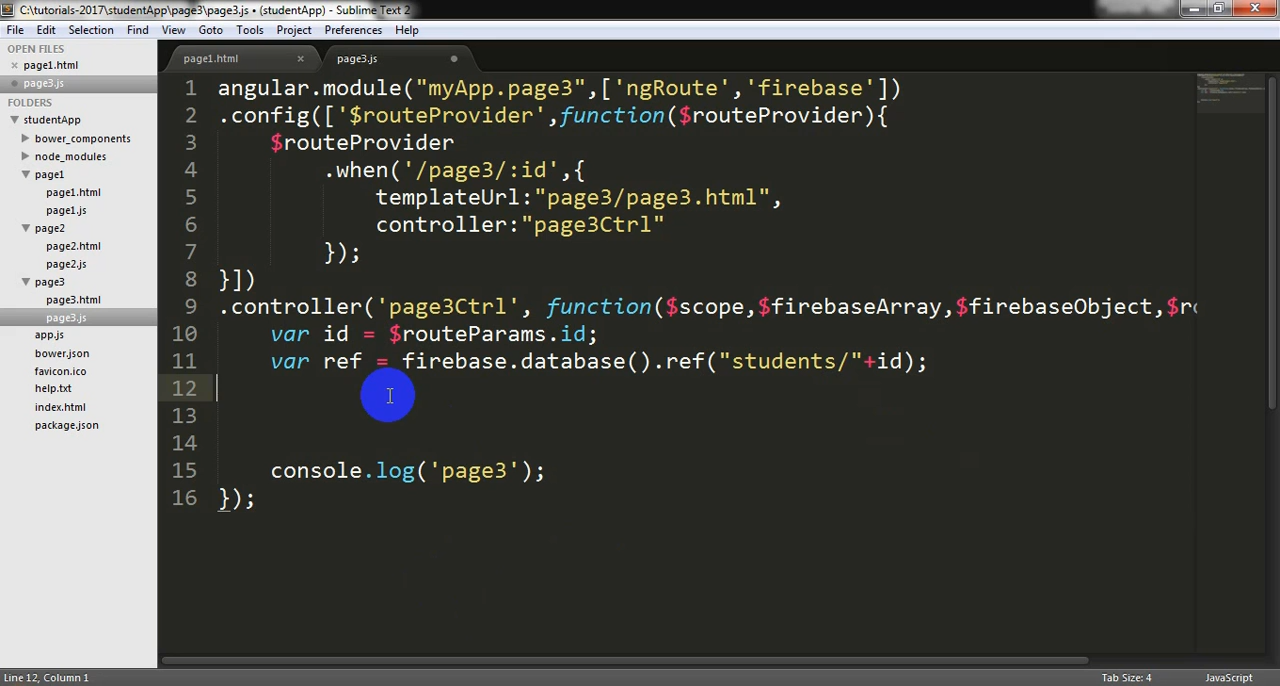 C:\tutorials-2017\studentApp\page3\page3.js • (studentApp) - Sublime Text 2
File Edit Selection Find View Goto Tools Project Preferences Help
OPEN FILES
page1.html
page3.js
FOLDERS
studentApp
bower_components
node_modules
page1
page1.html
page1.js
page2
page2.html
page2.js
page3
page3.html
page3.js
app.js
bower.json
favicon.ico
help.txt
index.html
package.json
page1.html page3.js
1 angular.module("myApp.page3",['ngRoute','firebase'])
2 .config(['$routeProvider',function($routeProvider){
3 $routeProvider
4 .when('/page3/:id',{
5 templateUrl:"page3/page3.html",
6 controller:"page3Ctrl"
7 });
8 }])
9 .controller('page3Ctrl', function($scope,$firebaseArray,$firebaseObject,$ro
10 var id = $routeParams.id;
11 var ref = firebase.database().ref("students/"+id);
12
13
14
15 console.log('page3');
16 });
Line 12, Column 1
Tab Size: 4
JavaScript